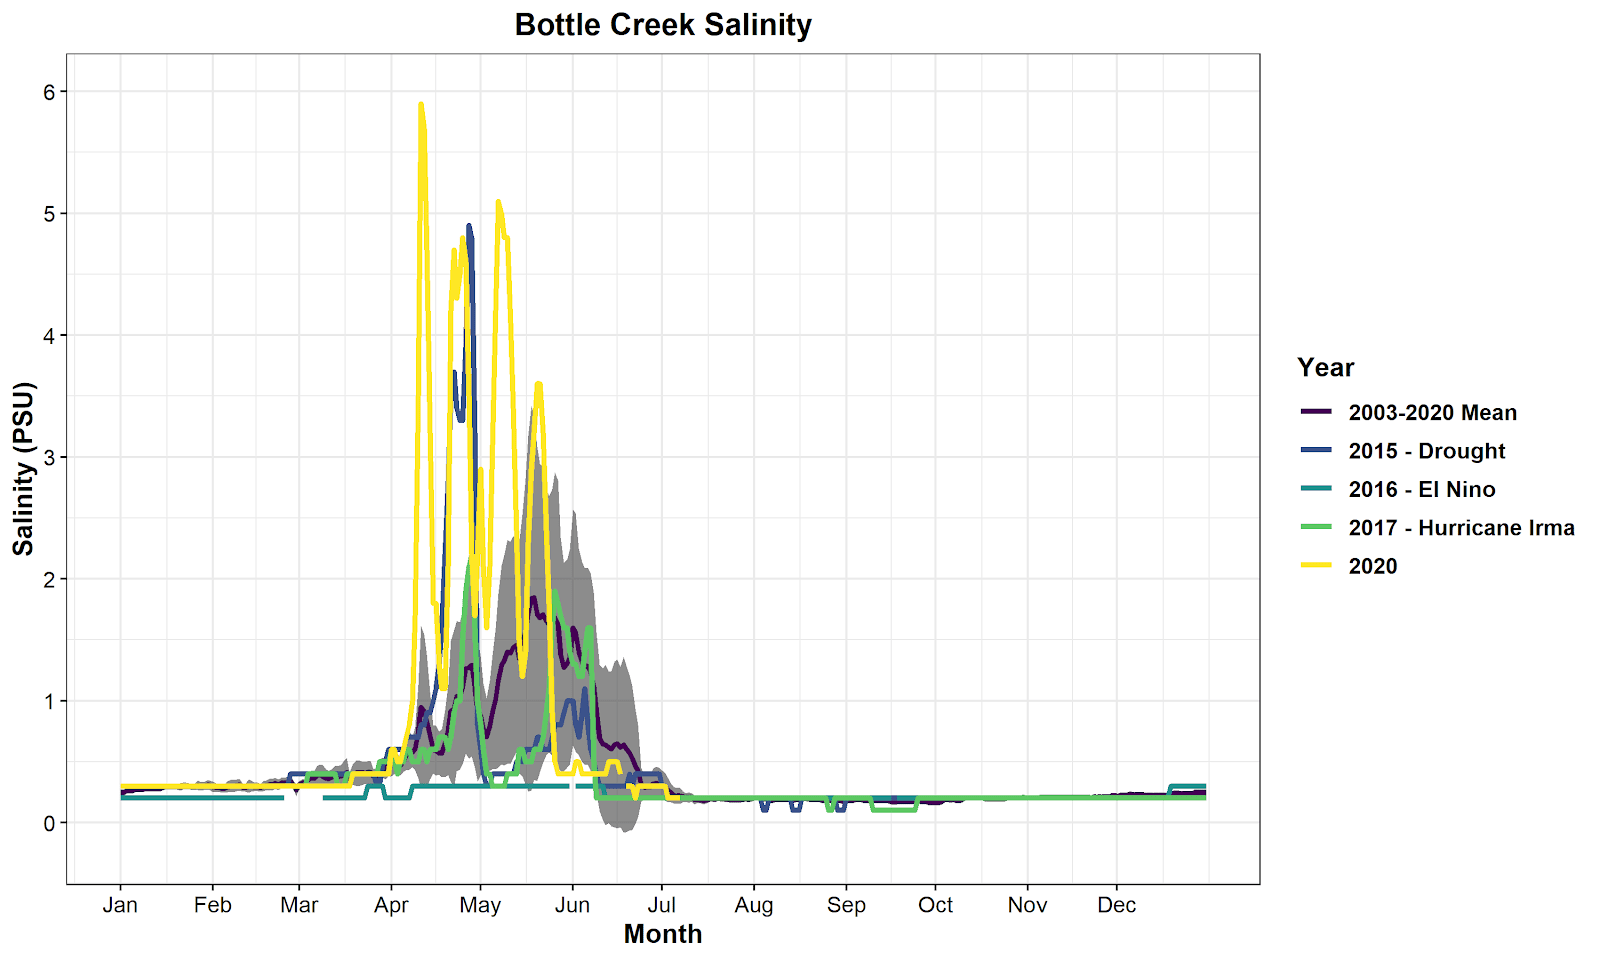 Bottle Creek Salinity
6
5
4
3
2
1
0
Salinity (PSU)
Jan Feb Mar Apr May Jun Jul Aug Sep Oct Nov Dec
Month
Year
2003-2020 Mean
2015 - Drought
2016 - El Nino
2017 - Hurricane Irma
2020